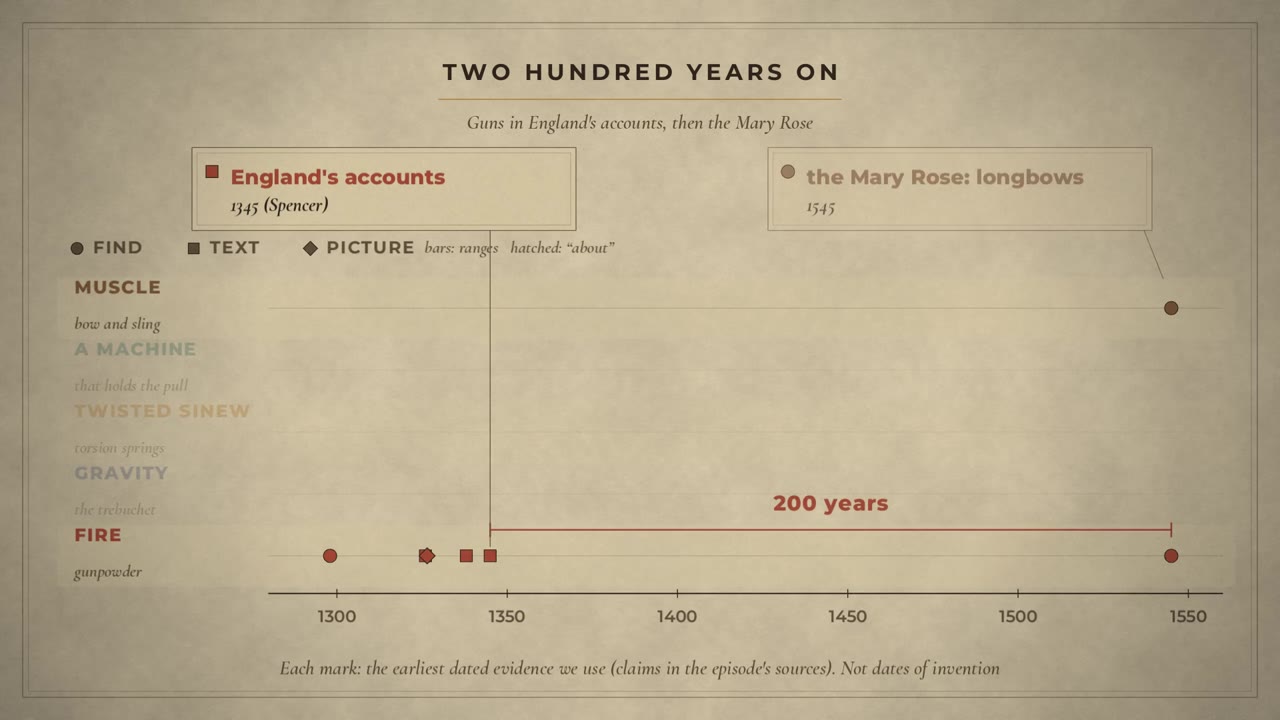 TWO HUNDRED YEARS ON
Guns in England's accounts, then the Mary Rose
England's accounts
1345 (Spencer)
the Mary Rose: longbows
1545
FIND TEXT PICTURE bars: ranges hatched: “about”
MUSCLE
bow and sling
A MACHINE
that holds the pull
TWISTED SINEW
torsion springs
GRAVITY
the trebuchet
200 years
FIRE
gunpowder
1300 1350 1400 1450 1500 1550
Each mark: the earliest dated evidence we use (claims in the episode's sources). Not dates of invention